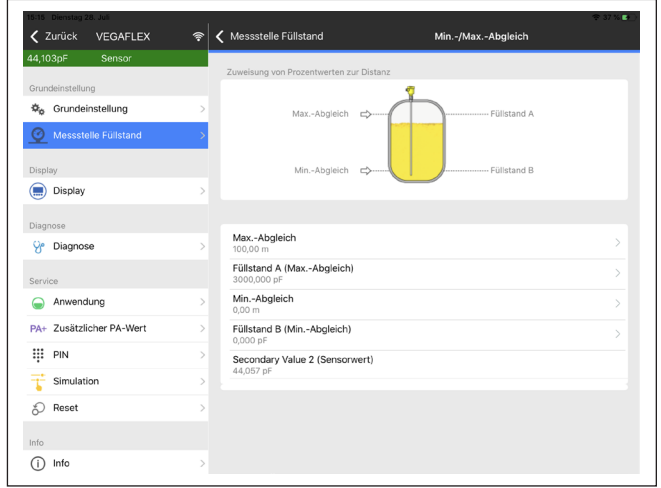 15:15 Dienstag 28. Juli
37 %
Zurück VEGAFLEX
Messstelle Füllstand
Min.-/Max.-Abgleich
44,103pF Sensor
Grundeinstellung
Grundeinstellung
Messstelle Füllstand
Display
Display
Diagnose
Diagnose
Service
Anwendung
PA+ Zusätzlicher PA-Wert
PIN
Simulation
Reset
Info
Info
Zuweisung von Prozentwerten zur Distanz
Max.-Abgleich
Füllstand A
Min.-Abgleich
Füllstand B
Max.-Abgleich
100,00 m
Füllstand A (Max.-Abgleich)
3000,000 pF
Min.-Abgleich
0,00 m
Füllstand B (Min.-Abgleich)
0,000 pF
Secondary Value 2 (Sensorwert)
44,057 pF